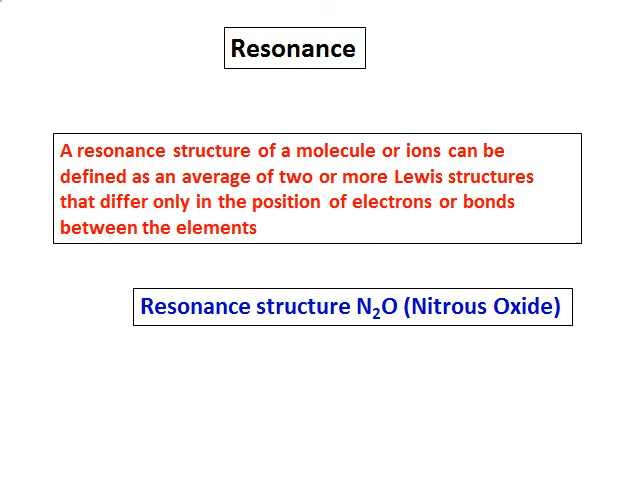 Resonance
A resonance structure of a molecule or ions can be
defined as an average of two or more Lewis structures
that differ only in the position of electrons or bonds
between the elements
Resonance structure N₂O (Nitrous Oxide)